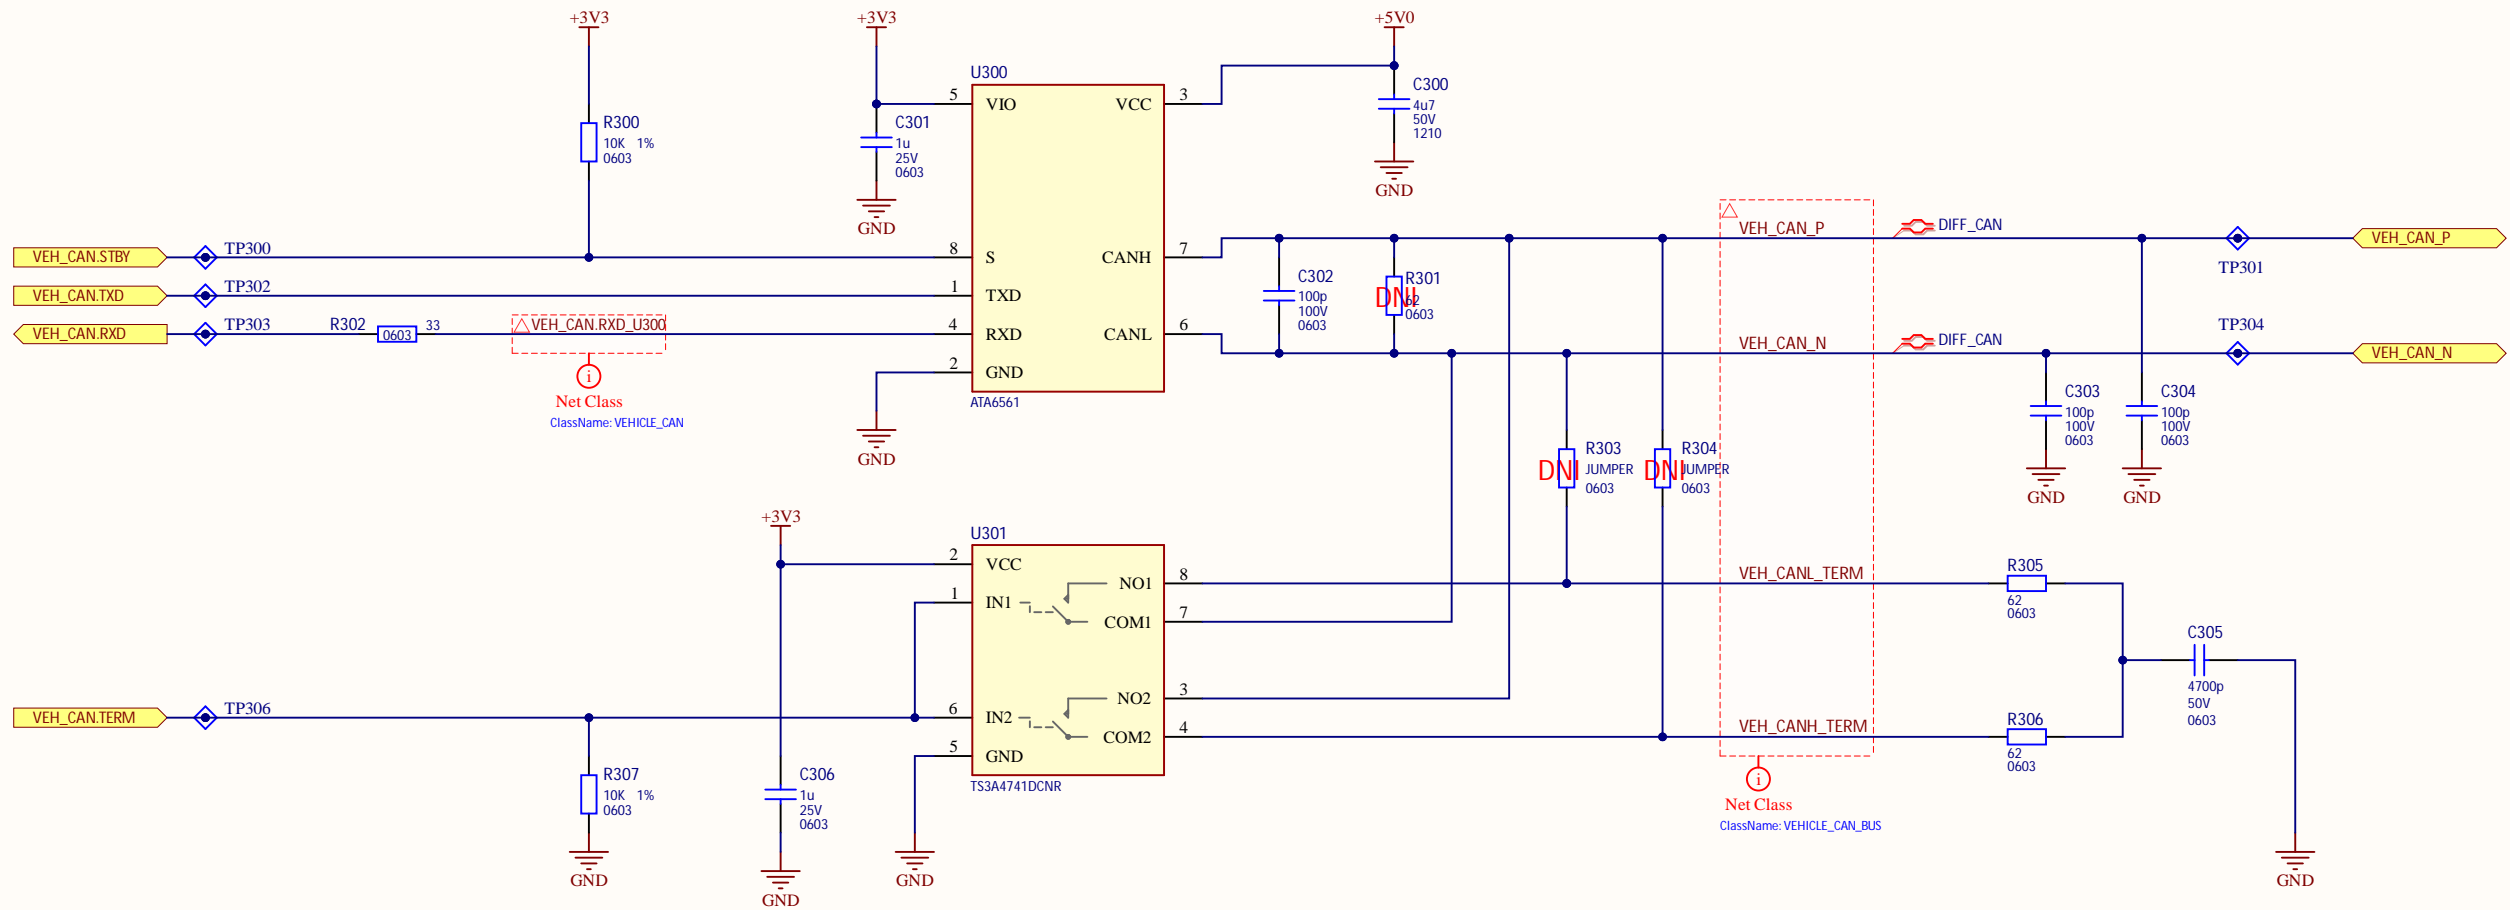 +3V3
+3V3
+5V0
U300
5 VIO
VCC 3
C300
4u7
50V
1210
GND
R300
10K 1%
0603
C301
1u
25V
0603
GND
VEH_CAN.STBY
TP300
8 S
CANH 7
VEH_CAN.TXD
TP302
1 TXD
VEH_CAN.RXD
TP303
R302
0603
33
VEH_CAN.RXD_U300
4 RXD
CANL 6
2 GND
ATA6561
GND
i
Net Class
ClassName: VEHICLE_CAN
C302
100p
100V
0603
R301
DNI
62
0603
VEH_CAN_P
DIFF_CAN
VEH_CAN_P
TP301
VEH_CAN_N
DIFF_CAN
TP304
VEH_CAN_N
C303
100p
100V
0603
GND
C304
100p
100V
0603
GND
R303
DNI
JUMPER
0603
R304
DNI
JUMPER
0603
+3V3
U301
2 VCC
1 IN1
NO1 8
COM1 7
NO2 3
6 IN2
COM2 4
5 GND
TS3A4741DCNR
VEH_CAN.TERM
TP306
R307
10K 1%
0603
GND
C306
1u
25V
0603
GND
GND
VEH_CANL_TERM
R305
62
0603
VEH_CANH_TERM
R306
62
0603
C305
4700p
50V
0603
GND
i
Net Class
ClassName: VEHICLE_CAN_BUS